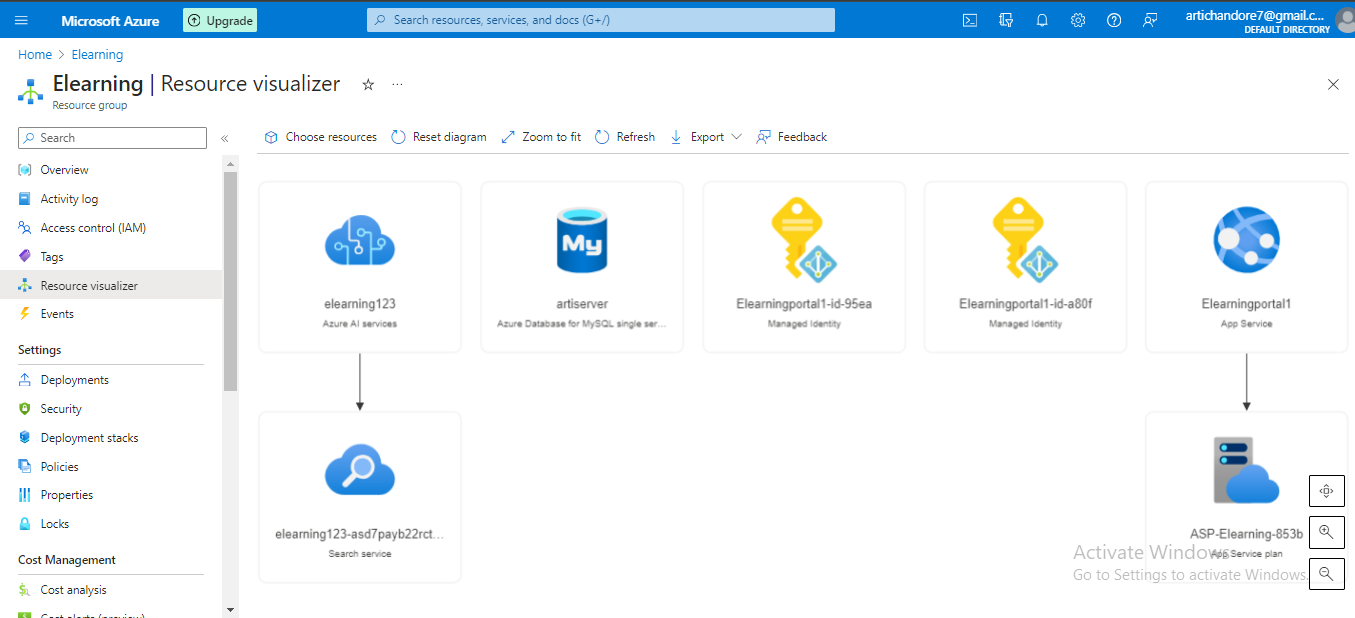 Microsoft Azure
Upgrade
Search resources, services, and docs (G+/)
artichandore7@gmail.c...
DEFAULT DIRECTORY
Home > Elearning
Elearning | Resource visualizer
Resource group
Search
Choose resources
Reset diagram
Zoom to fit
Refresh
Export
Feedback
Overview
Activity log
Access control (IAM)
Tags
Resource visualizer
Events
Settings
Deployments
Security
Deployment stacks
Policies
Properties
Locks
Cost Management
Cost analysis
Cost alerts (preview)
elearning123
Azure AI services
My
artiserver
Azure Database for MySQL single ser...
Elearningportal1-id-95ea
Managed Identity
Elearningportal1-id-a80f
Managed Identity
Elearningportal1
App Service
elearning123-asd7payb22rct...
Search service
ASP-Elearning-853b
App Service plan
Activate Windows
Go to Settings to activate Windows.